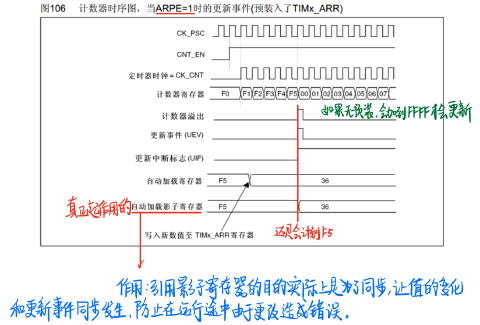 图106 计数器时序图，当ARPE=1时的更新事件(预装入了TIMx_ARR)
CK_PSC
CNT_EN
定时器时钟 = CK_CNT
计数器寄存器 F0 F1 F2 F3 F4 F5 00 01 02 03 04 05 06 07
如果无预装，会加到FFFF才会更新
计数器溢出
更新事件 (UEV)
更新中断标志 (UIF)
自动加载寄存器 F5 36
真正起作用的
自动加载影子寄存器 F5 36
写入新数值至 TIMx_ARR寄存器
还只会计数到F5
作用：引用影子寄存器的目的实际上是为了同步，让值的变化
和更新事件同步发生，防止在运行途中由于更改造成错误。